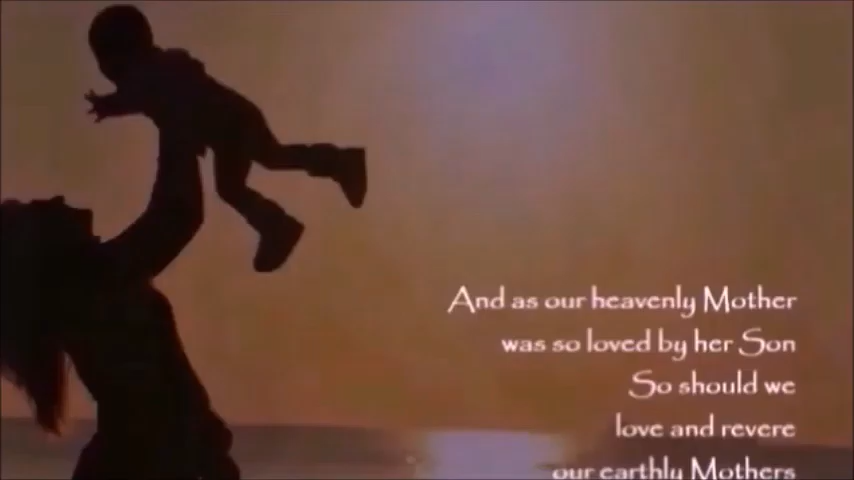 And as our heavenly Mother
was so loved by her Son
So should we
love and revere
our earthly Mothers